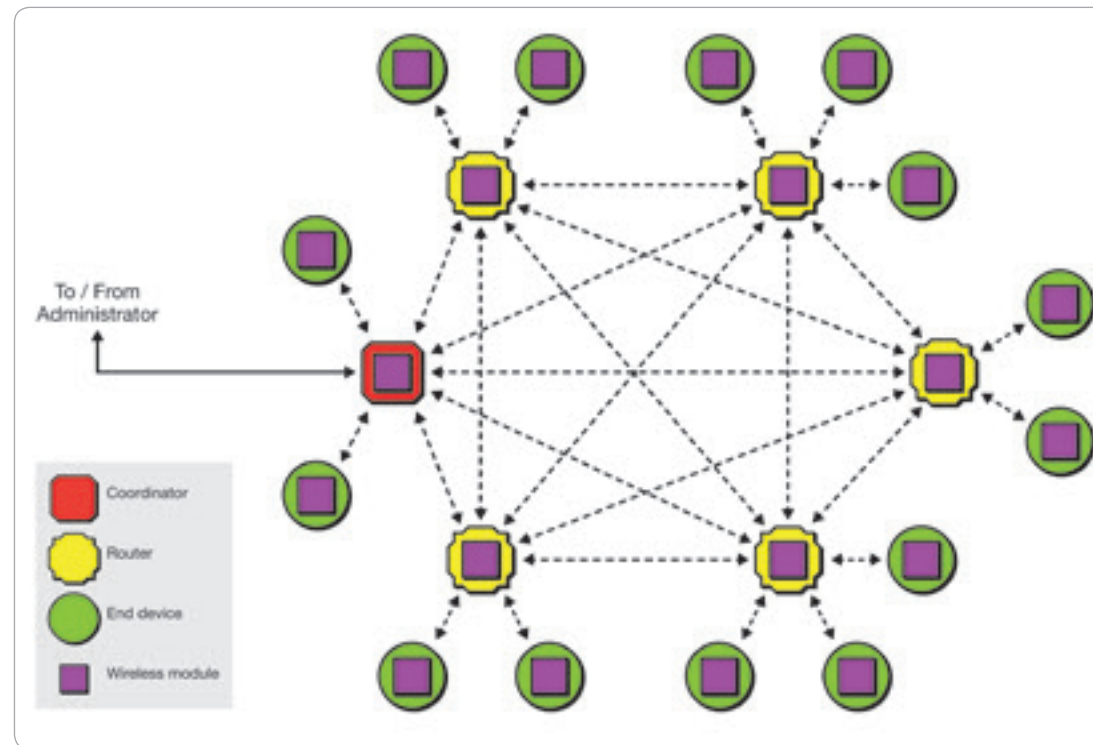 To / From
Administrator
Coordinator
Router
End device
Wireless module